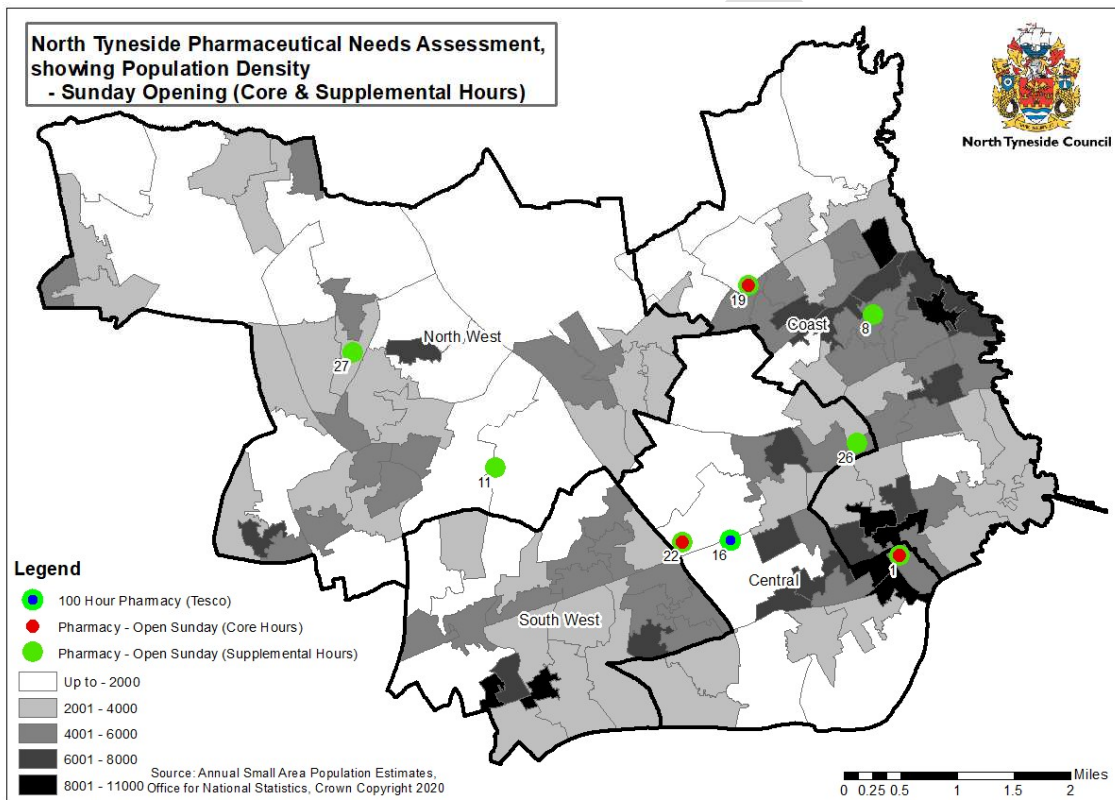 North Tyneside Pharmaceutical Needs Assessment,
showing Population Density
- Sunday Opening (Core & Supplemental Hours)
North Tyneside Council
19
Coast
8
North West
27
26
11
22
16
1
Central
South West
Legend
100 Hour Pharmacy (Tesco)
Pharmacy - Open Sunday (Core Hours)
Pharmacy - Open Sunday (Supplemental Hours)
Up to - 2000
2001 - 4000
4001 - 6000
6001 - 8000
8001 - 11000
Source: Annual Small Area Population Estimates,
Office for National Statistics, Crown Copyright 2020
Miles
0 0.25 0.5 1 1.5 2